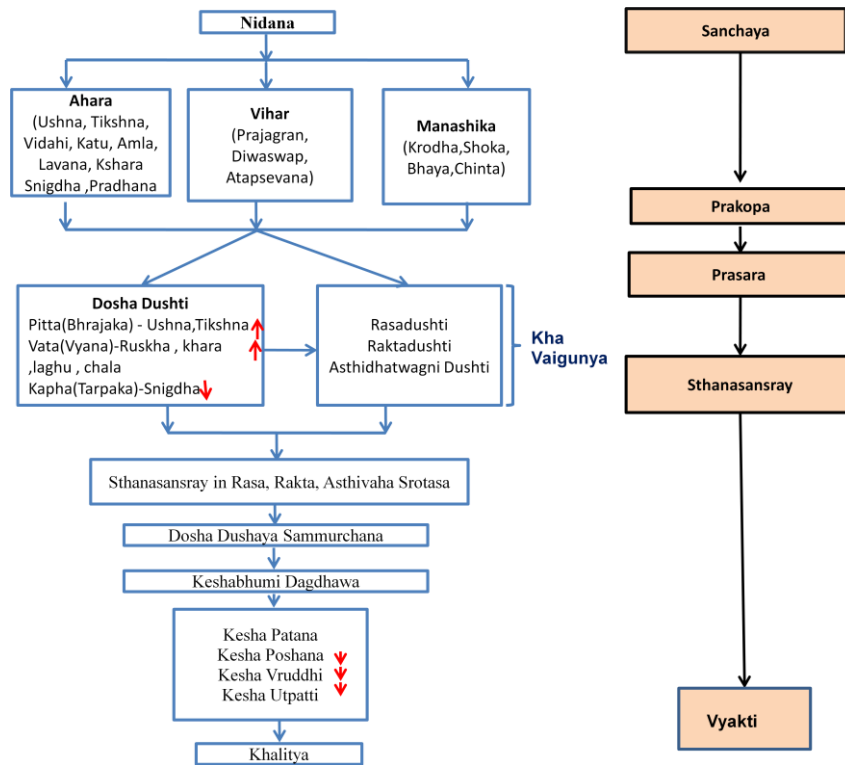 Nidana
Ahara
(Ushna, Tikshna,
Vidahi, Katu, Amla,
Lavana, Kshara
Snigdha ,Pradhana
Vihar
(Prajagran,
Diwaswap,
Atapsevana)
Manashika
(Krodha,Shoka,
Bhaya,Chinta)
Dosha Dushti
Pitta(Bhrajaka) - Ushna,Tikshna
Vata(Vyana)-Ruskha , khara
,laghu , chala
Kapha(Tarpaka)-Snigdha
Rasadushti
Raktadushti
Asthidhatwagni Dushti
Kha
Vaigunya
Sthanasansray in Rasa, Rakta, Asthivaha Srotasa
Dosha Dushaya Sammurchana
Keshabhumi Dagdhawa
Kesha Patana
Kesha Poshana
Kesha Vruddhi
Kesha Utpatti
Khalitya
Sanchaya
Prakopa
Prasara
Sthanasansray
Vyakti